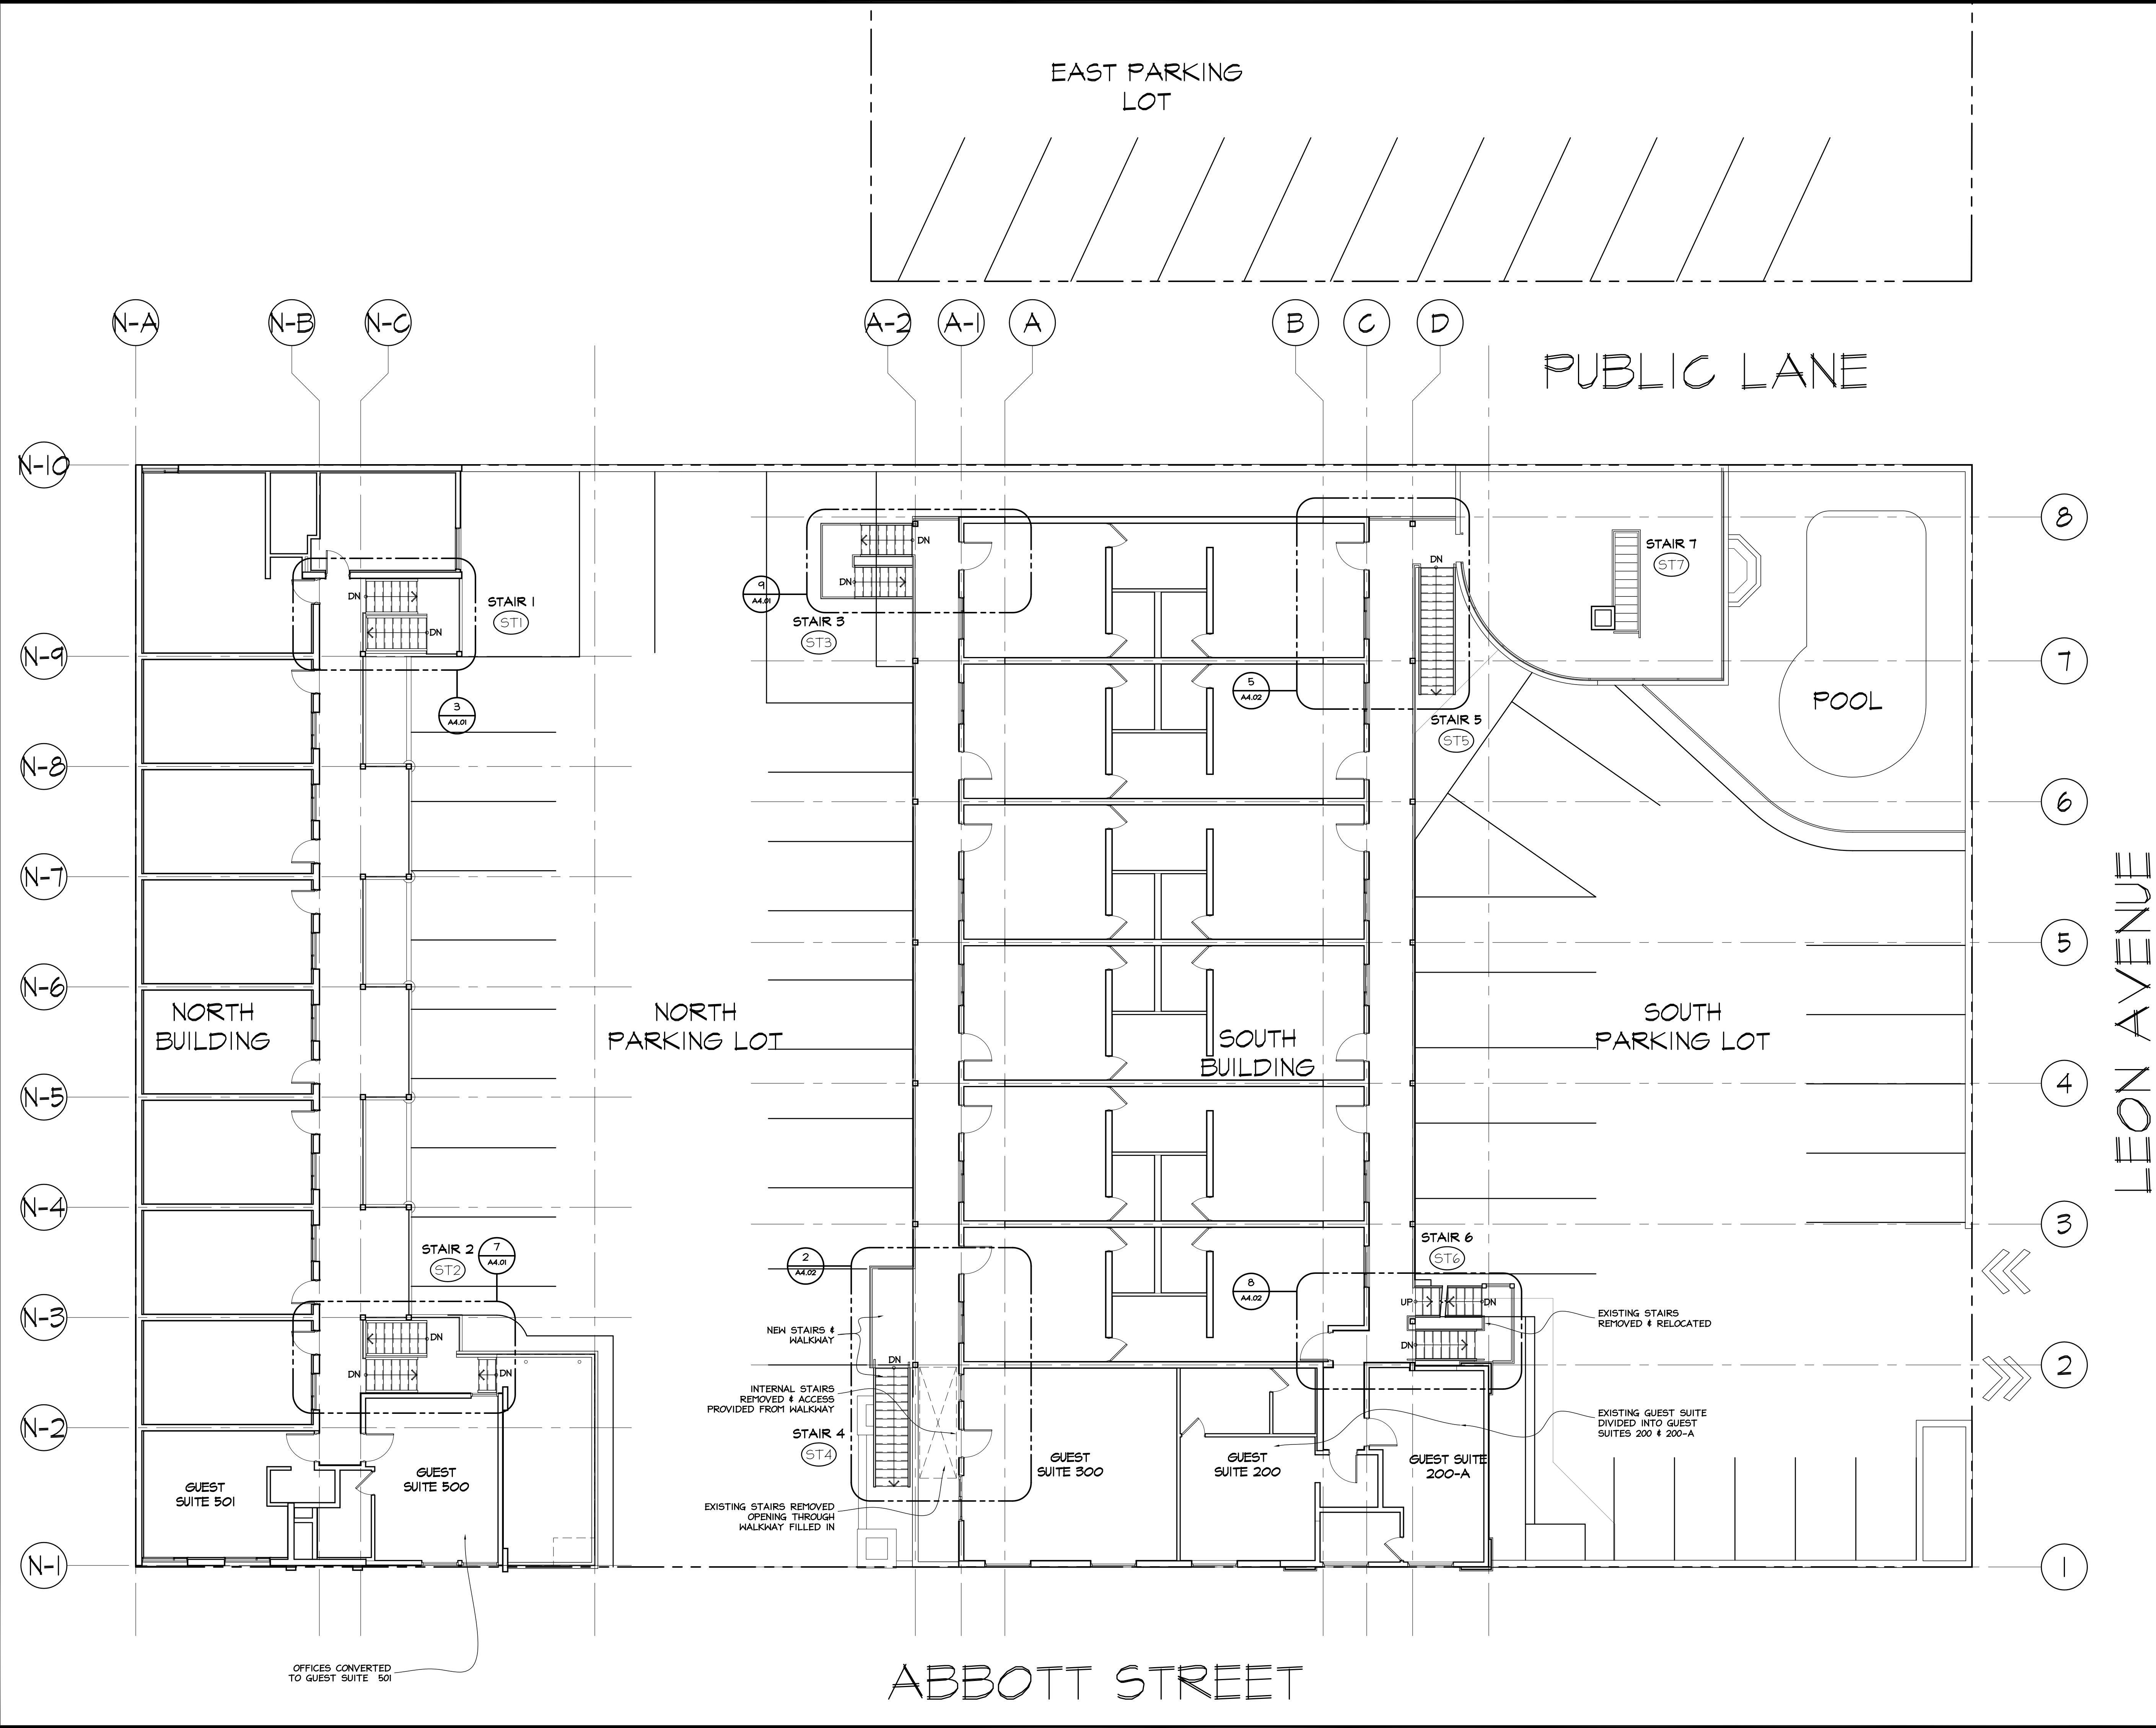 EAST PARKING
LOT
N-A
N-B
N-C
A-2
A-1
A
B
C
D
PUBLIC LANE
N-10
8
DN
DN
STAIR 7
ST7
DN
DN
9
A4.01
DN
STAIR 1
ST1
DN
STAIR 3
ST3
N-9
7
5
A4.02
POOL
3
A4.01
STAIR 5
ST5
N-8
6
N-7
LEON AVENUE
5
N-6
NORTH
BUILDING
NORTH
PARKING LOT
SOUTH
BUILDING
SOUTH
PARKING LOT
N-5
4
N-4
3
STAIR 2
ST2
7
A4.01
2
A4.02
STAIR 6
ST6
8
A4.02
UP
DN
N-3
DN
NEW STAIRS &
WALKWAY
EXISTING STAIRS
REMOVED & RELOCATED
DN
DN
DN
DN
2
INTERNAL STAIRS
REMOVED & ACCESS
PROVIDED FROM WALKWAY
N-2
STAIR 4
ST4
EXISTING GUEST SUITE
DIVIDED INTO GUEST
SUITES 200 & 200-A
GUEST
SUITE 501
GUEST
SUITE 500
GUEST
SUITE 300
GUEST
SUITE 200
GUEST SUITE
200-A
EXISTING STAIRS REMOVED
OPENING THROUGH
WALKWAY FILLED IN
N-1
1
OFFICES CONVERTED
TO GUEST SUITE 501
ABBOTT STREET